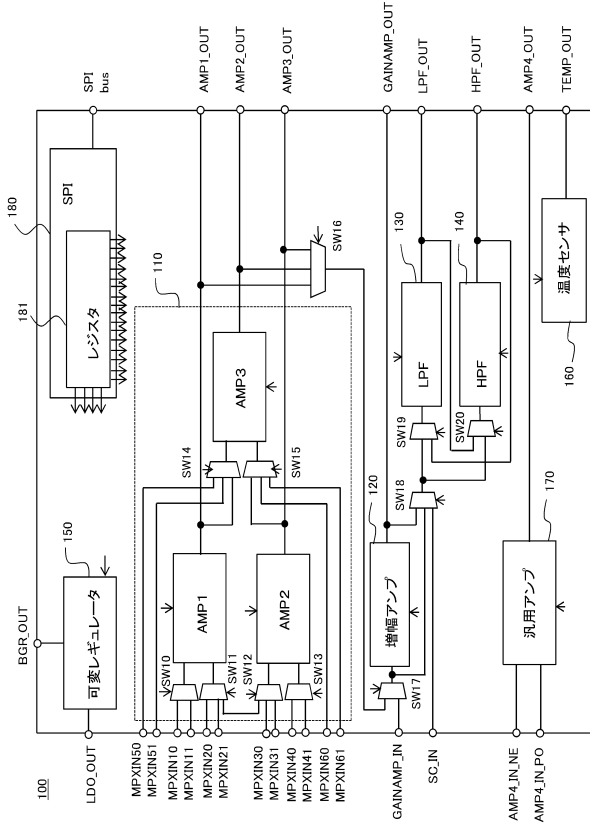 100
BGR_OUT
LDO_OUT
150
可変レギュレータ
180
181
SPI
レジスタ
SPI
bus
110
MPXIN50
MPXIN51
MPXIN10
MPXIN11
MPXIN20
MPXIN21
MPXIN30
MPXIN31
MPXIN40
MPXIN41
MPXIN60
MPXIN61
SW10
SW11
SW12
SW13
AMP1
AMP2
SW14
SW15
AMP3
SW16
AMP1_OUT
AMP2_OUT
AMP3_OUT
GAINAMP_IN
SC_IN
SW17
120
増幅アンプ
SW18
SW19
SW20
130
LPF
140
HPF
GAINAMP_OUT
LPF_OUT
HPF_OUT
AMP4_IN_NE
AMP4_IN_PO
170
汎用アンプ
160
温度センサ
AMP4_OUT
TEMP_OUT